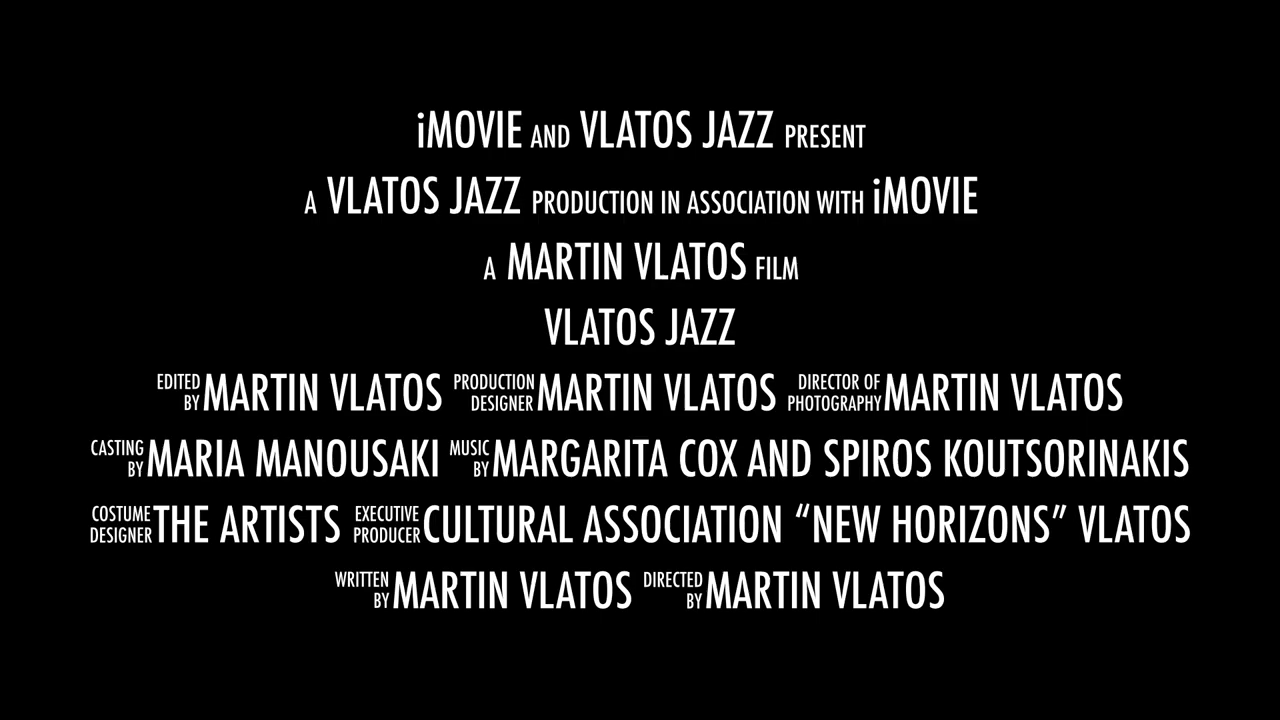 iMOVIE AND VLATOS JAZZ PRESENT
A VLATOS JAZZ PRODUCTION IN ASSOCIATION WITH iMOVIE
A MARTIN VLATOS FILM
VLATOS JAZZ
EDITED BY MARTIN VLATOS PRODUCTION DESIGNER MARTIN VLATOS DIRECTOR OF PHOTOGRAPHY MARTIN VLATOS
CASTING BY MARIA MANOUSAKI MUSIC BY MARGARITA COX AND SPIROS KOUTSORINAKIS
COSTUME DESIGNER THE ARTISTS EXECUTIVE PRODUCER CULTURAL ASSOCIATION “NEW HORIZONS” VLATOS
WRITTEN BY MARTIN VLATOS DIRECTED BY MARTIN VLATOS